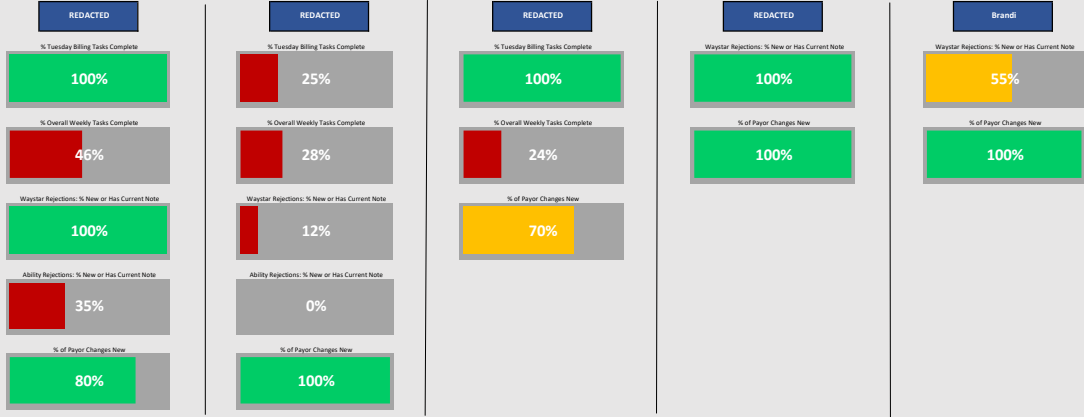 REDACTED
% Tuesday Billing Tasks Complete
100%
% Overall Weekly Tasks Complete
46%
Waystar Rejections: % New or Has Current Note
100%
Ability Rejections: % New or Has Current Note
35%
% of Payor Changes New
80%
REDACTED
% Tuesday Billing Tasks Complete
25%
% Overall Weekly Tasks Complete
28%
Waystar Rejections: % New or Has Current Note
12%
Ability Rejections: % New or Has Current Note
0%
% of Payor Changes New
100%
REDACTED
% Tuesday Billing Tasks Complete
100%
% Overall Weekly Tasks Complete
24%
% of Payor Changes New
70%
REDACTED
Waystar Rejections: % New or Has Current Note
100%
% of Payor Changes New
100%
Brandi
Waystar Rejections: % New or Has Current Note
55%
% of Payor Changes New
100%